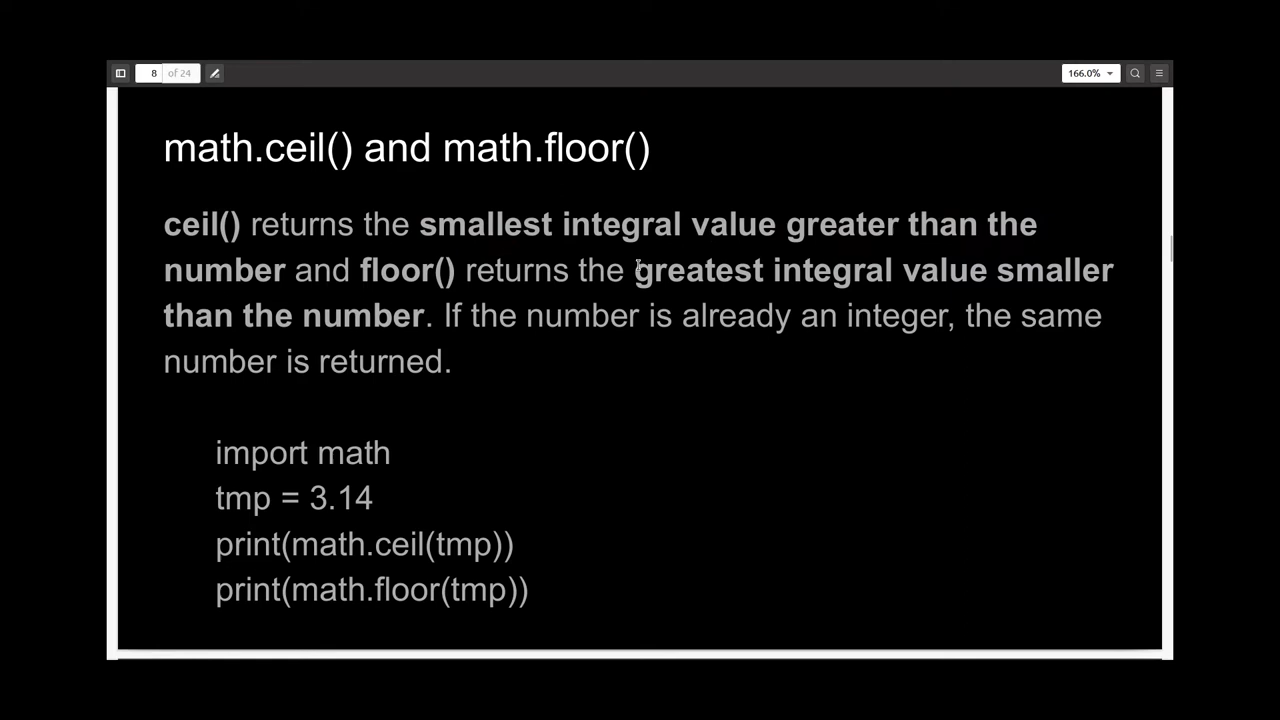 8 of 24
166.0%
math.ceil() and math.floor()
ceil() returns the smallest integral value greater than the
number and floor() returns the greatest integral value smaller
than the number. If the number is already an integer, the same
number is returned.
import math
tmp = 3.14
print(math.ceil(tmp))
print(math.floor(tmp))